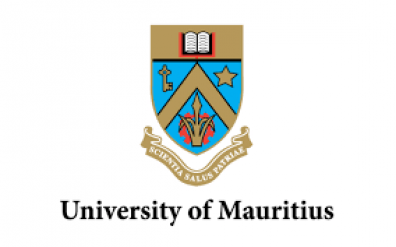 SCIENTIA SALUS PATRIAE
University of Mauritius